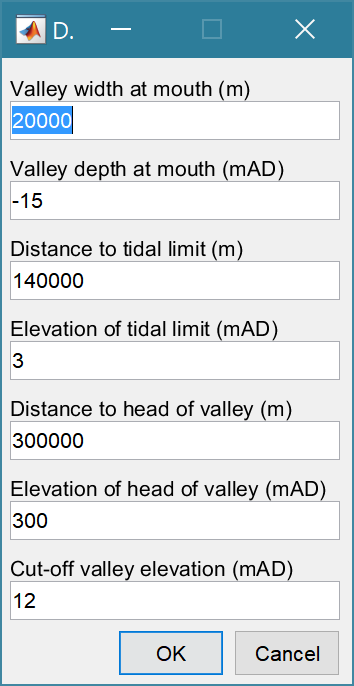 D.
Valley width at mouth (m)
20000
Valley depth at mouth (mAD)
-15
Distance to tidal limit (m)
140000
Elevation of tidal limit (mAD)
3
Distance to head of valley (m)
300000
Elevation of head of valley (mAD)
300
Cut-off valley elevation (mAD)
12
OK Cancel